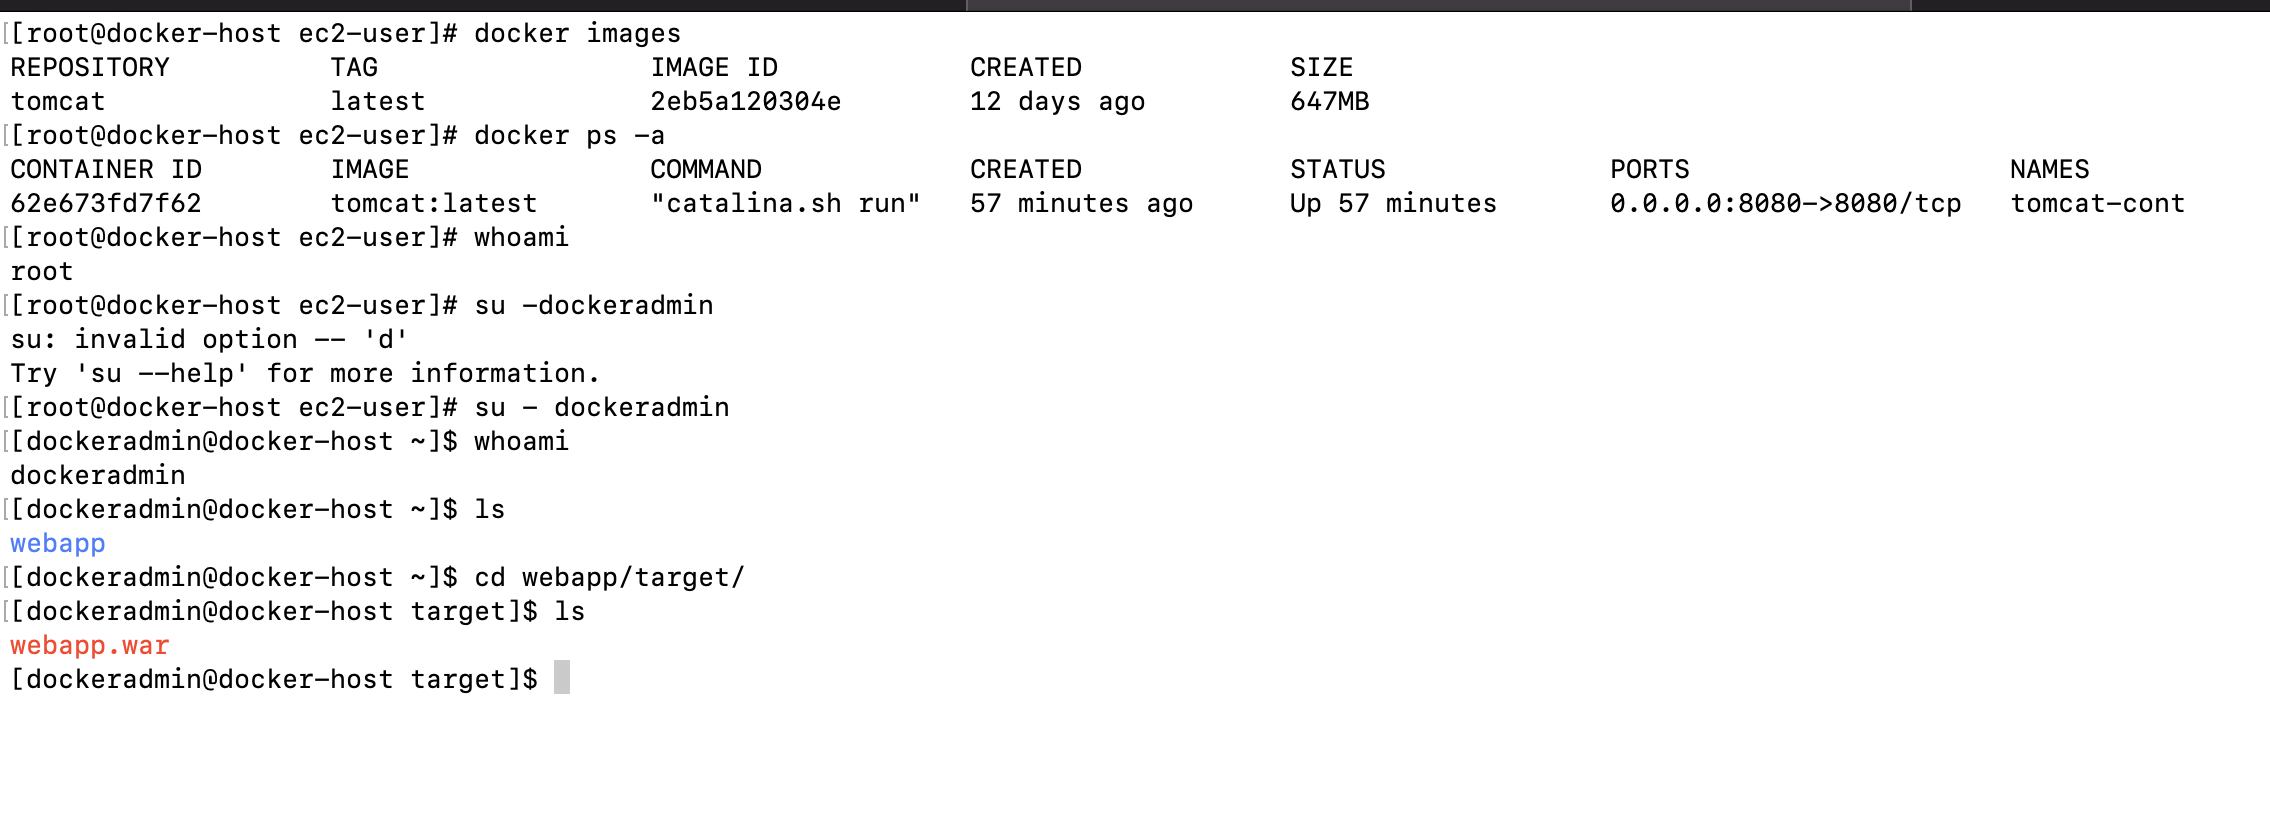 [[root@docker-host ec2-user]# docker images
REPOSITORY          TAG                 IMAGE ID            CREATED             SIZE
tomcat              latest              2eb5a120304e        12 days ago         647MB
[[root@docker-host ec2-user]# docker ps -a
CONTAINER ID        IMAGE               COMMAND             CREATED             STATUS              PORTS                    NAMES
62e673fd7f62        tomcat:latest       "catalina.sh run"   57 minutes ago      Up 57 minutes       0.0.0.0:8080->8080/tcp   tomcat-cont
[[root@docker-host ec2-user]# whoami
root
[[root@docker-host ec2-user]# su -dockeradmin
su: invalid option -- 'd'
Try 'su --help' for more information.
[[root@docker-host ec2-user]# su - dockeradmin
[[dockeradmin@docker-host ~]$ whoami
dockeradmin
[[dockeradmin@docker-host ~]$ ls
webapp
[[dockeradmin@docker-host ~]$ cd webapp/target/
[[dockeradmin@docker-host target]$ ls
webapp.war
[dockeradmin@docker-host target]$